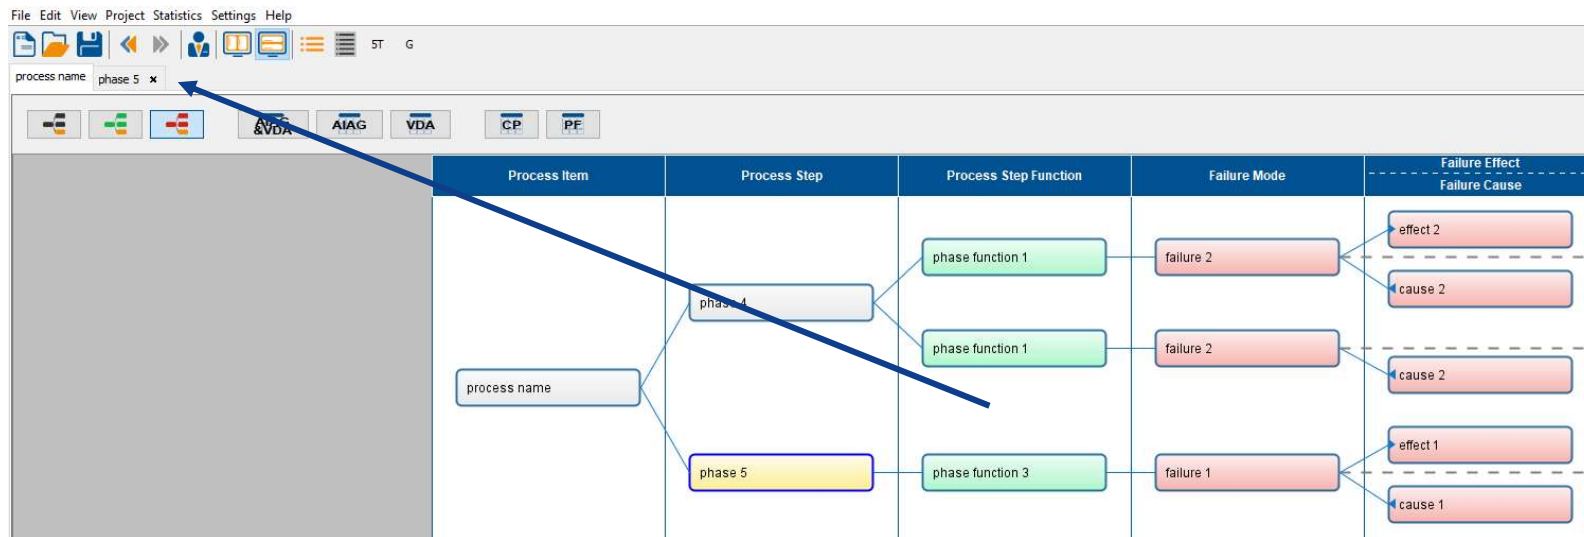 File Edit View Project Statistics Settings Help
5T G
process name phase 5 ×
AIAG &VDA AIAG VDA CP PF
Process Item Process Step Process Step Function Failure Mode Failure Effect
Failure Cause
effect 2
phase function 1 failure 2
cause 2
phase 4
phase function 1 failure 2
cause 2
process name
effect 1
phase 5 phase function 3 failure 1
cause 1